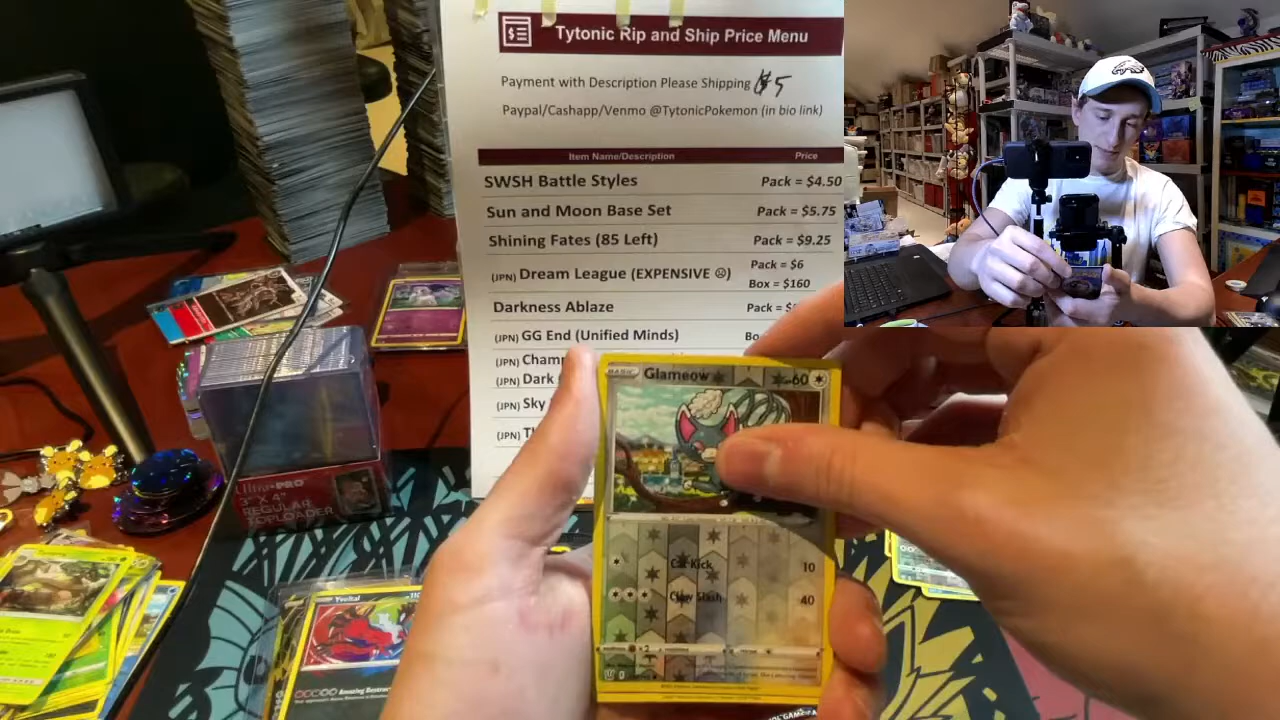 Tytonic Rip and Ship Price Menu
Payment with Description Please Shipping $5
Paypal/Cashapp/Venmo @TytonicPokemon (in bio link)
Item Name/Description Price
SWSH Battle Styles Pack = $4.50
Sun and Moon Base Set Pack = $5.75
Shining Fates (85 Left) Pack = $9.25
(JPN) Dream League (EXPENSIVE ☹) Pack = $6
Box = $160
Darkness Ablaze Pack =
(JPN) GG End (Unified Minds)
(JPN)
(JPN) Dark
(JPN) Sky
(JPN)
BASIC Glameow 60
Cat Kick 10
Claw Slash 40
Yveltal
Amazing
ULTRA PRO
3" X 4"
REGULAR
TOPLOADER